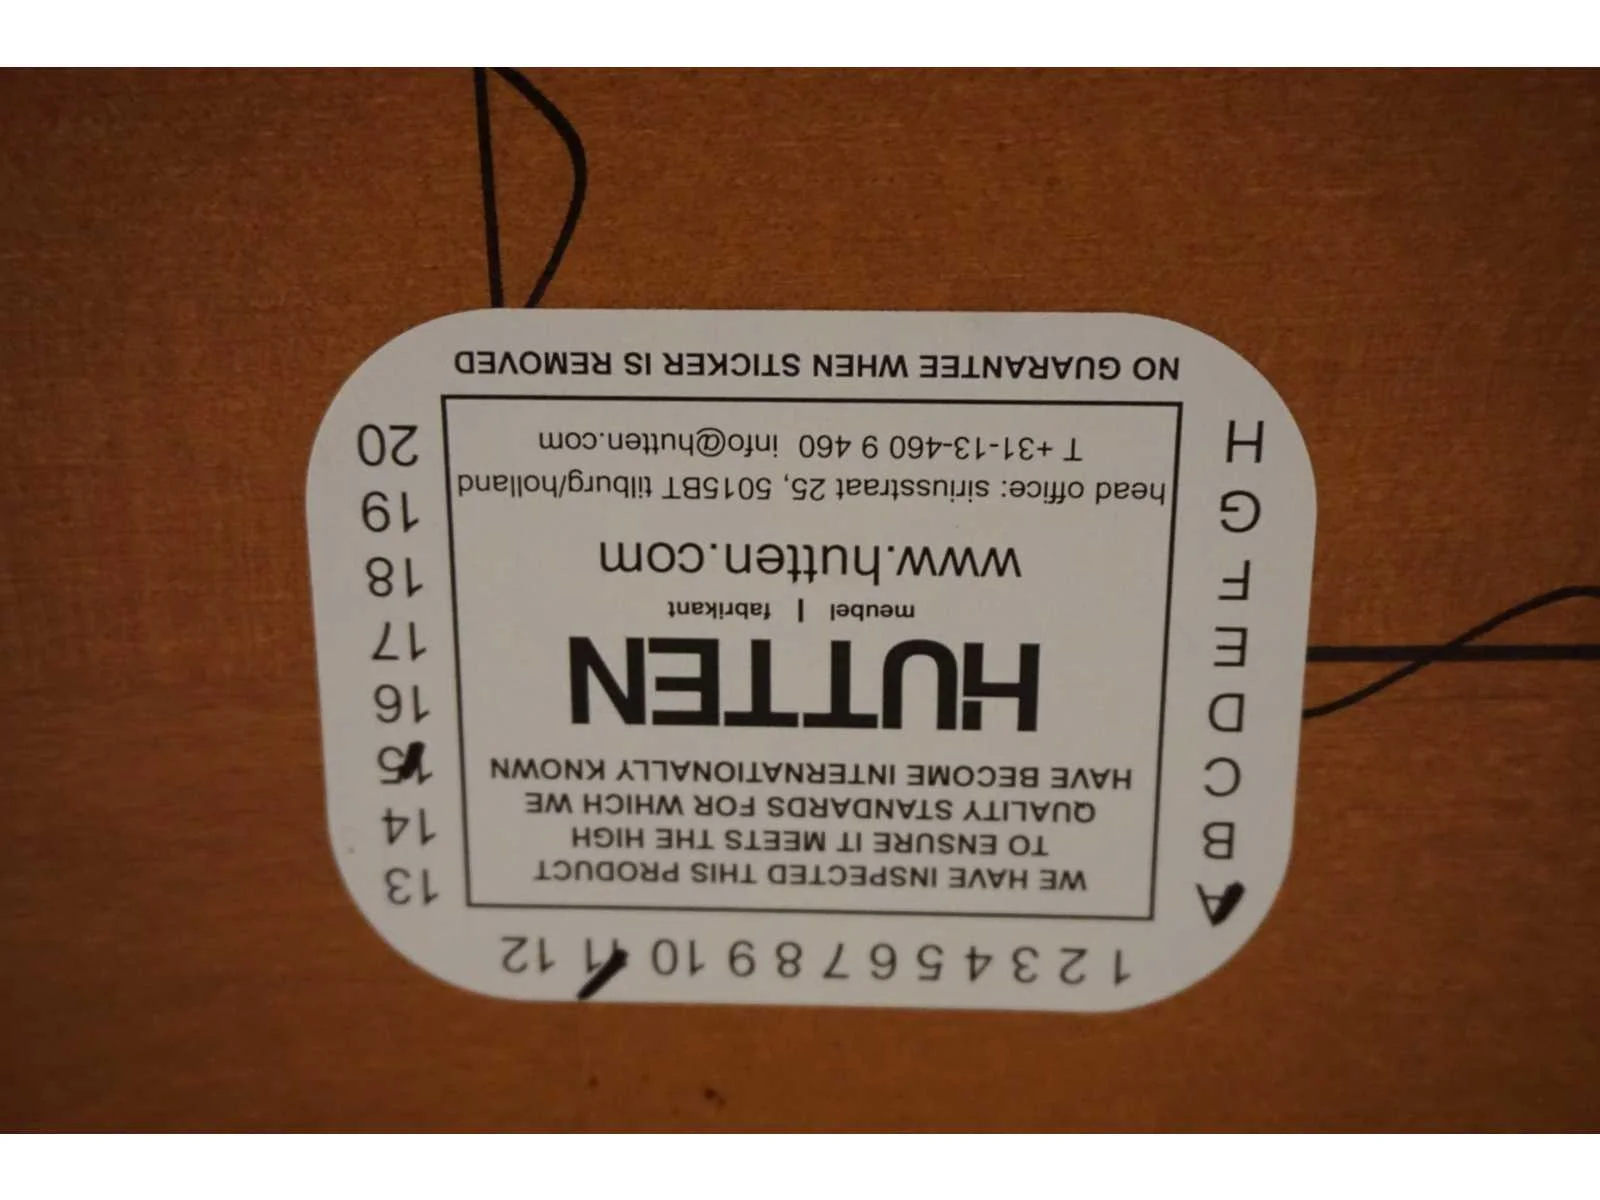 1 2 3 4 5 6 7 8 9 10 11 12
A
B
C
D
E
F
G
H
WE HAVE INSPECTED THIS PRODUCT
TO ENSURE IT MEETS THE HIGH
QUALITY STANDARDS FOR WHICH WE
HAVE BECOME INTERNATIONALLY KNOWN
HUTTEN
meubel | fabrikant
www.hutten.com
head office: siriusstraat 25, 5015BT tilburg/holland
T +31-13-460 9 460 info@hutten.com
13
14
15
16
17
18
19
20
NO GUARANTEE WHEN STICKER IS REMOVED